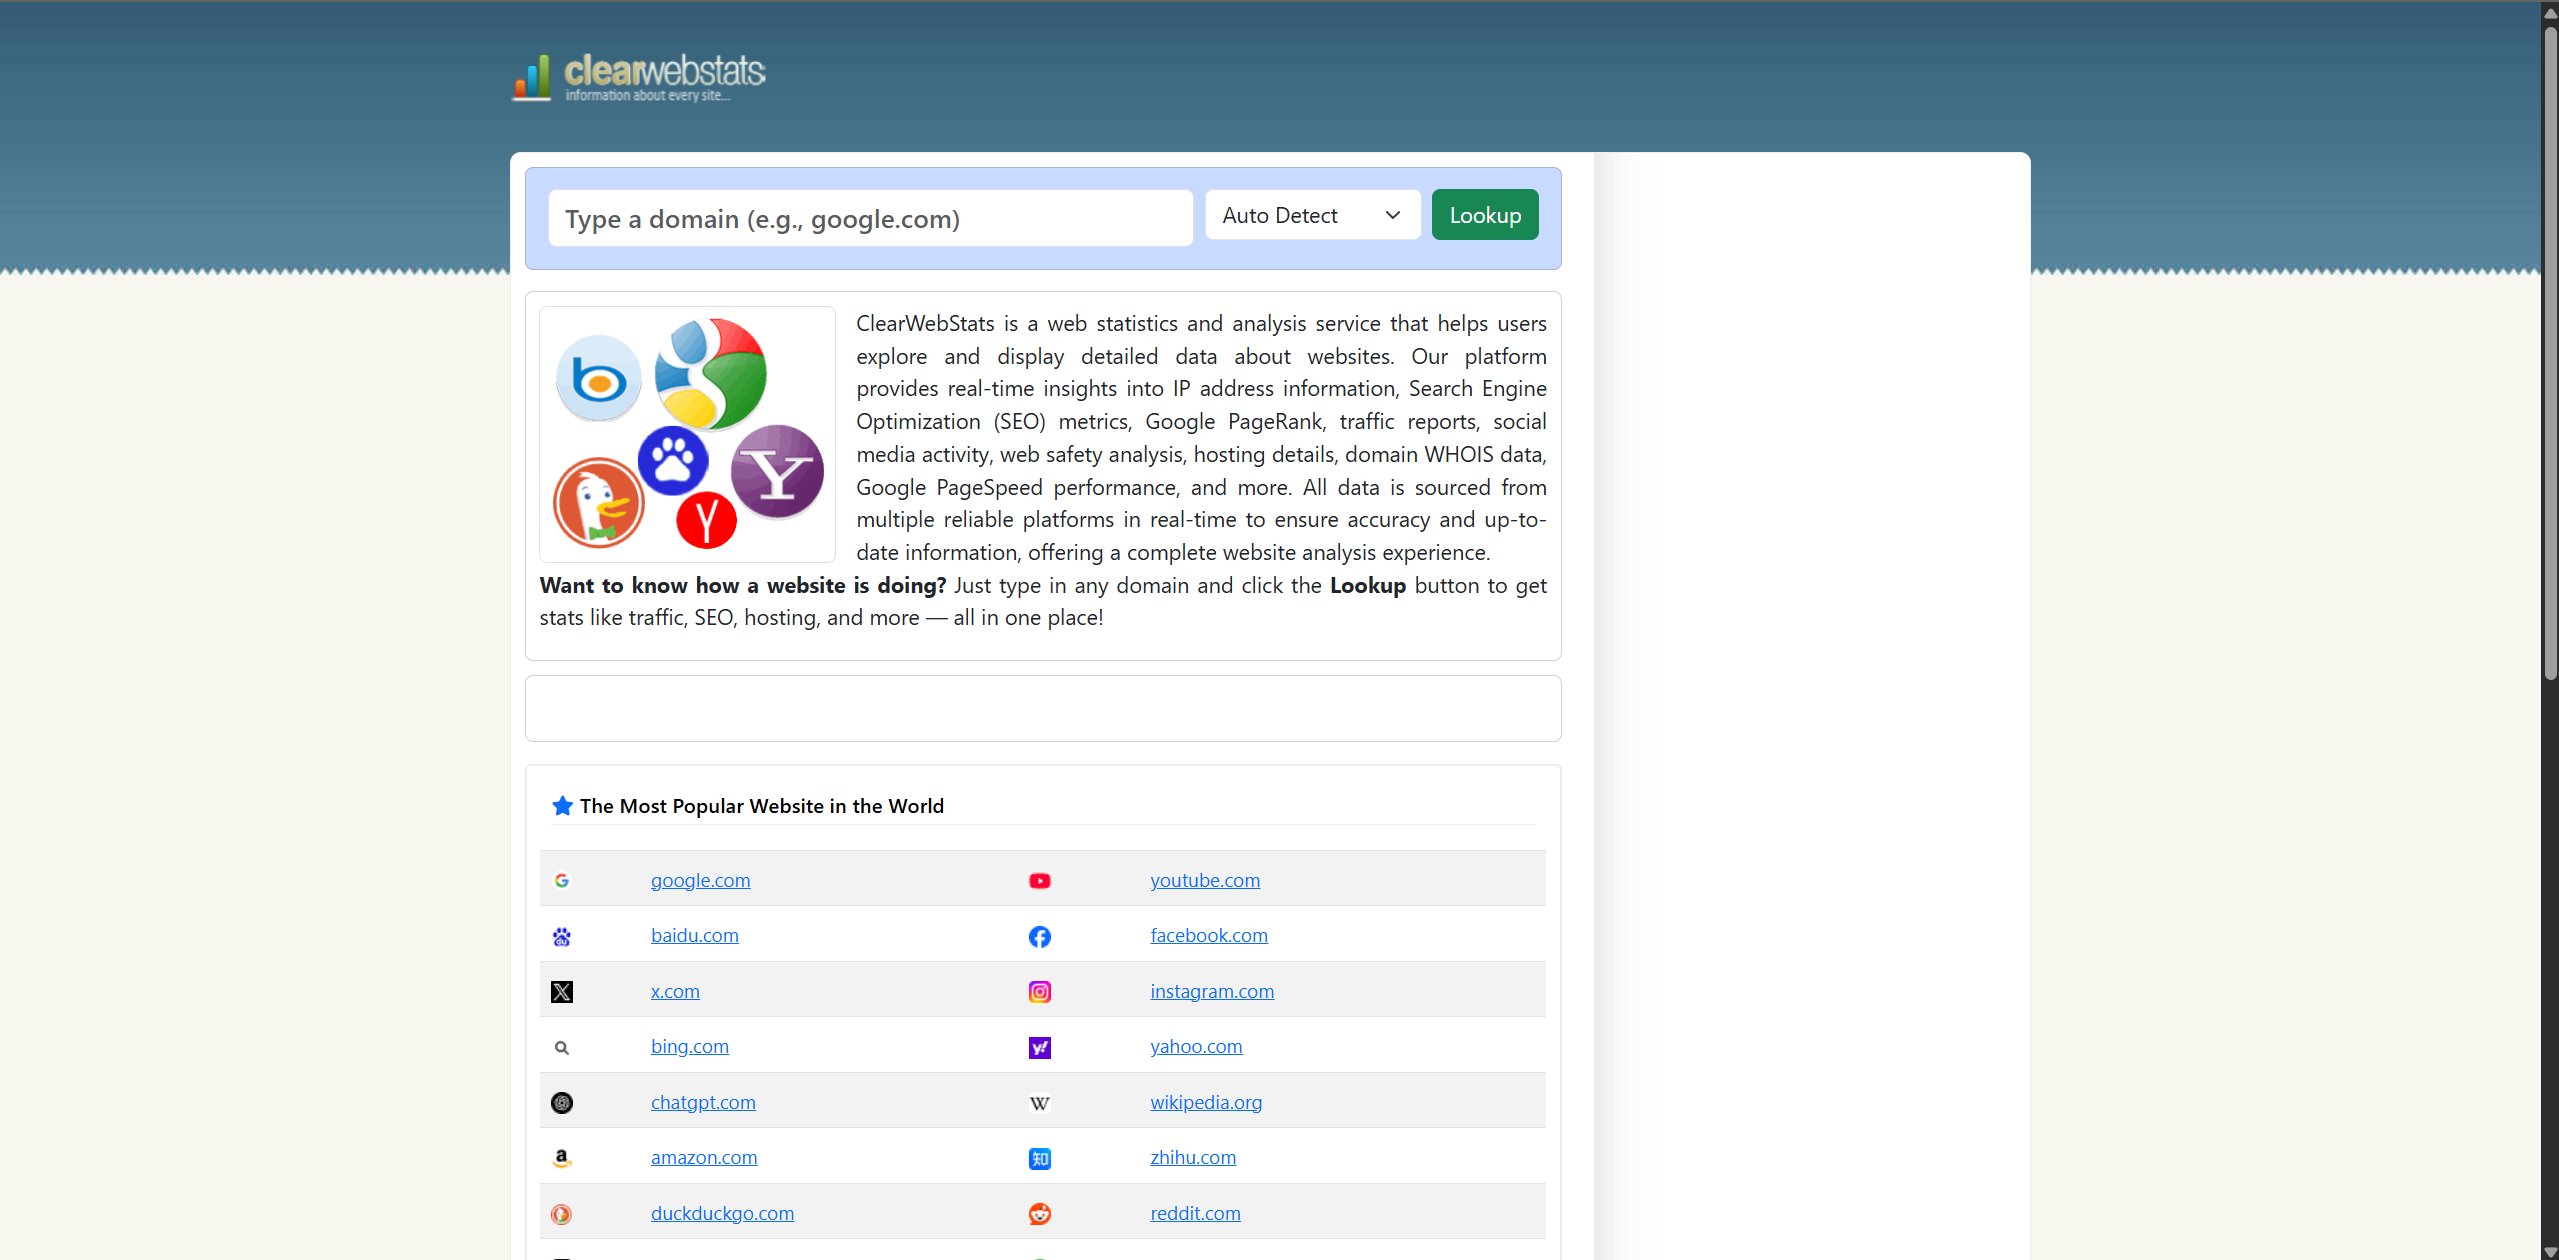 clearwebstats
information about every site...
Type a domain (e.g., google.com)
Auto Detect
Lookup
ClearWebStats is a web statistics and analysis service that helps users
explore and display detailed data about websites. Our platform
provides real-time insights into IP address information, Search Engine
Optimization (SEO) metrics, Google PageRank, traffic reports, social
media activity, web safety analysis, hosting details, domain WHOIS data,
Google PageSpeed performance, and more. All data is sourced from
multiple reliable platforms in real-time to ensure accuracy and up-to-
date information, offering a complete website analysis experience.
Want to know how a website is doing? Just type in any domain and click the Lookup button to get
stats like traffic, SEO, hosting, and more — all in one place!
The Most Popular Website in the World
google.com
youtube.com
baidu.com
facebook.com
x.com
instagram.com
bing.com
yahoo.com
chatgpt.com
wikipedia.org
amazon.com
zhihu.com
duckduckgo.com
reddit.com